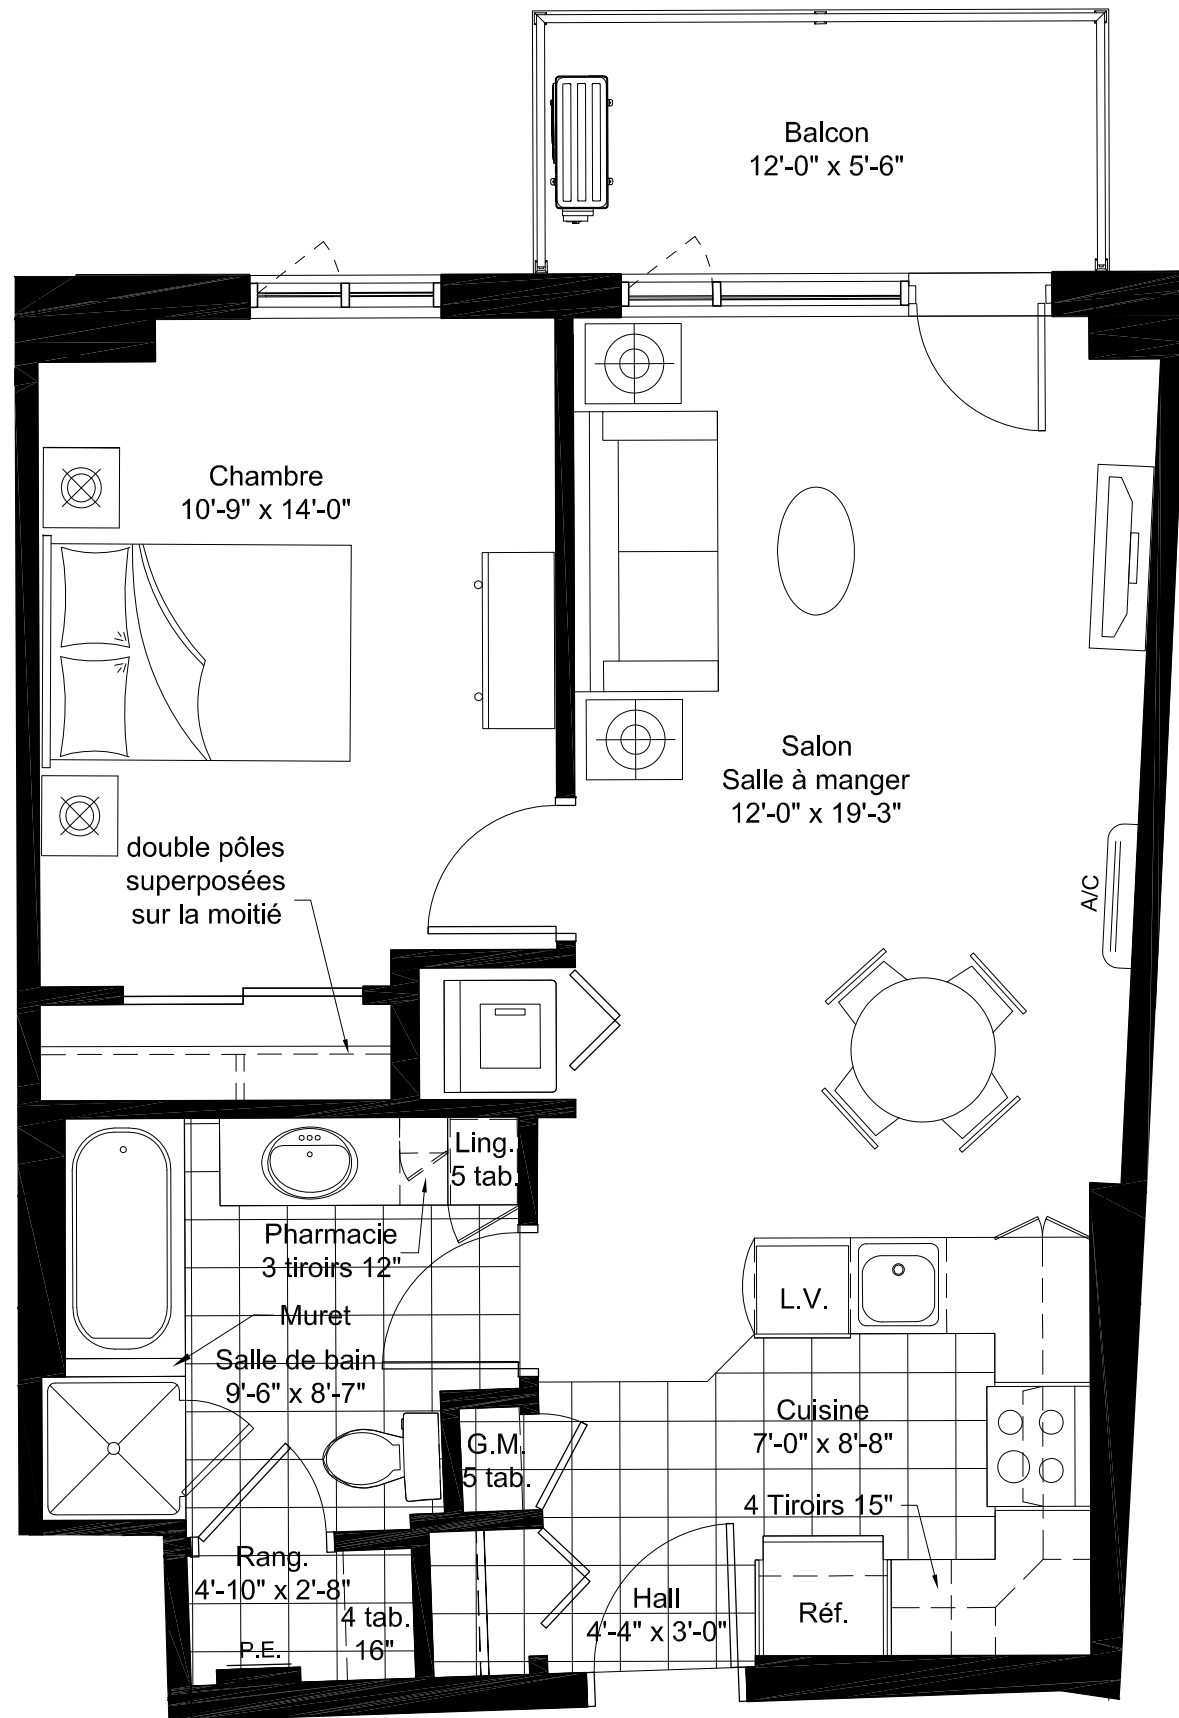 Balcon
12'-0" x 5'-6"
Chambre
10'-9" x 14'-0"
Salon
Salle à manger
12'-0" x 19'-3"
double pôles
superposées
sur la moitié
A/C
Ling.
5 tab.
Pharmacie
3 tiroirs 12"
Muret
Salle de bain
9'-6" x 8'-7"
L.V.
Cuisine
7'-0" x 8'-8"
G.M.
5 tab.
4 Tiroirs 15"
Rang.
4'-10" x 2'-8"
4 tab.
16"
P.E.
Hall
4'-4" x 3'-0"
Réf.